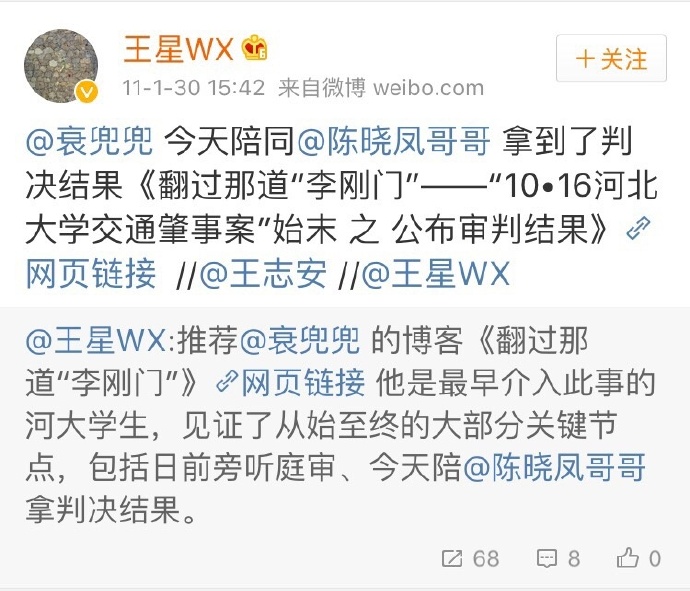 王星WX
+关注
11-1-30 15:42 来自微博 weibo.com
@衰兜兜 今天陪同@陈晓凤哥哥 拿到了判
决结果《翻过那道“李刚门”——“10•16河北
大学交通肇事案”始末 之 公布审判结果》
网页链接 //@王志安 //@王星WX
@王星WX:推荐@衰兜兜 的博客《翻过那
道“李刚门”》网页链接 他是最早介入此事的
河大学生，见证了从始至终的大部分关键节
点，包括日前旁听庭审、今天陪@陈晓凤哥哥
拿判决结果。
68 8 0